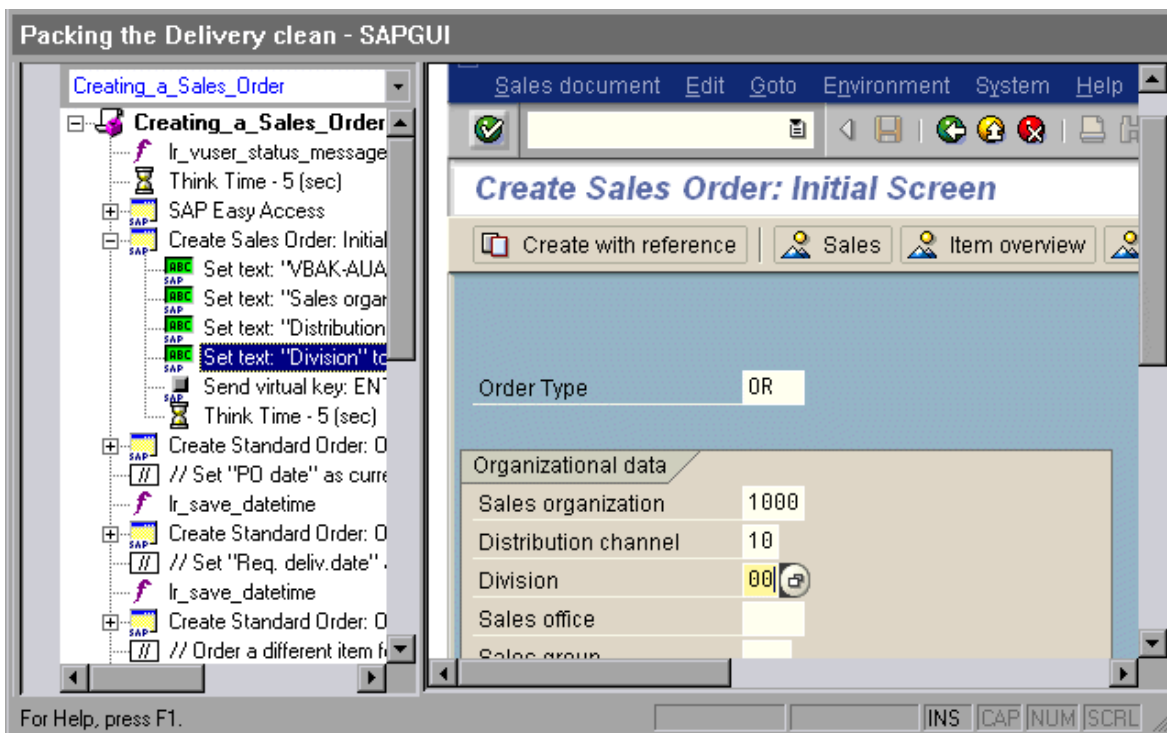 Packing the Delivery clean - SAPGUI
Creating_a_Sales_Order
Creating_a_Sales_Order
lr_vuser_status_message
Think Time - 5 (sec)
SAP Easy Access
Create Sales Order: Initial
Set text: "VBAK-AUA
Set text: "Sales organ
Set text: "Distribution
Set text: "Division" to
Send virtual key: ENT
Think Time - 5 (sec)
Create Standard Order: O
// Set "PO date" as curre
lr_save_datetime
Create Standard Order: O
// Set "Req. deliv.date"
lr_save_datetime
Create Standard Order: O
// Order a different item f
Sales document Edit Goto Environment System Help
Create Sales Order: Initial Screen
Create with reference Sales Item overview
Order Type OR
Organizational data
Sales organization 1000
Distribution channel 10
Division 00
Sales office
Sales group
For Help, press F1.
INS CAP NUM SCRL